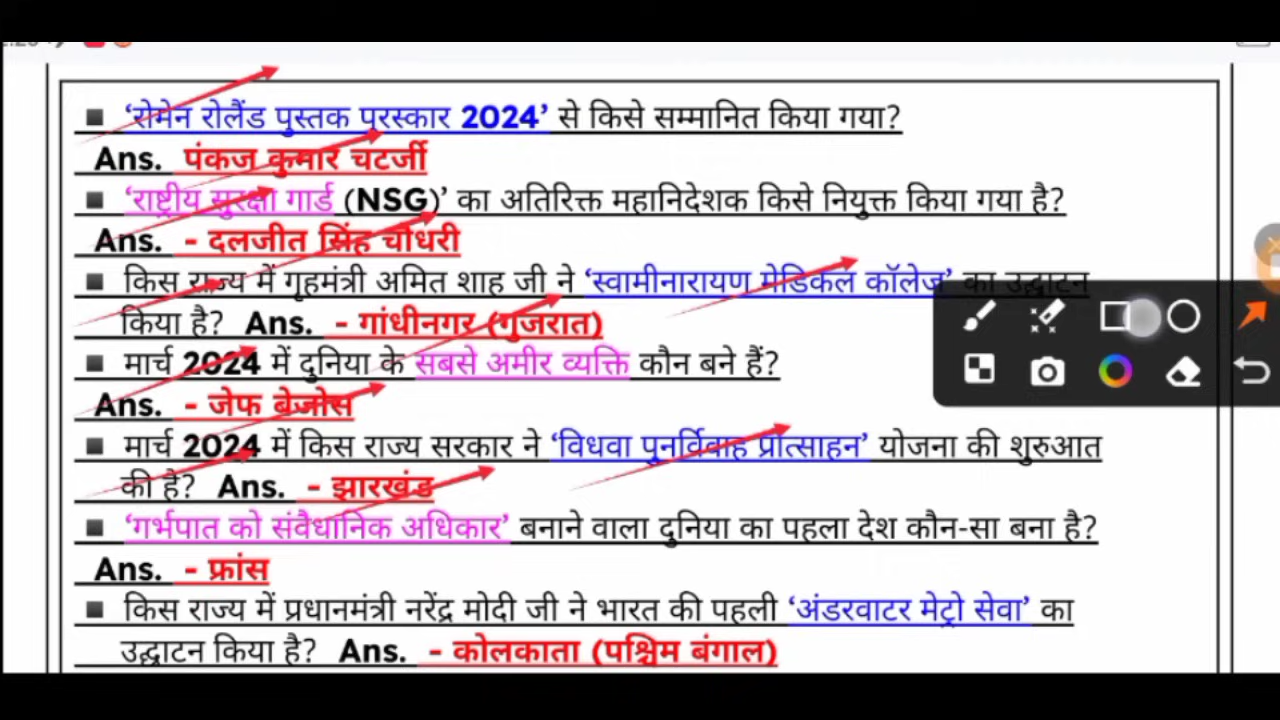 ▪ ‘रोमेन रोलैंड पुस्तक पुरस्कार 2024’ से किसे सम्मानित किया गया?
Ans. पंकज कुमार चटर्जी
▪ ‘राष्ट्रीय सुरक्षा गार्ड (NSG)’ का अतिरिक्त महानिदेशक किसे नियुक्त किया गया है?
Ans. - दलजीत सिंह चौधरी
▪ किस राज्य में गृहमंत्री अमित शाह जी ने ‘स्वामीनारायण मेडिकल कॉलेज’ का उद्घाटन
किया है? Ans. - गांधीनगर (गुजरात)
▪ मार्च 2024 में दुनिया के सबसे अमीर व्यक्ति कौन बने हैं?
Ans. - जेफ बेजोस
▪ मार्च 2024 में किस राज्य सरकार ने ‘विधवा पुनर्विवाह प्रोत्साहन’ योजना की शुरुआत
की है? Ans. - झारखंड
▪ ‘गर्भपात को संवैधानिक अधिकार’ बनाने वाला दुनिया का पहला देश कौन-सा बना है?
Ans. - फ्रांस
▪ किस राज्य में प्रधानमंत्री नरेंद्र मोदी जी ने भारत की पहली ‘अंडरवाटर मेट्रो सेवा’ का
उद्घाटन किया है? Ans. - कोलकाता (पश्चिम बंगाल)